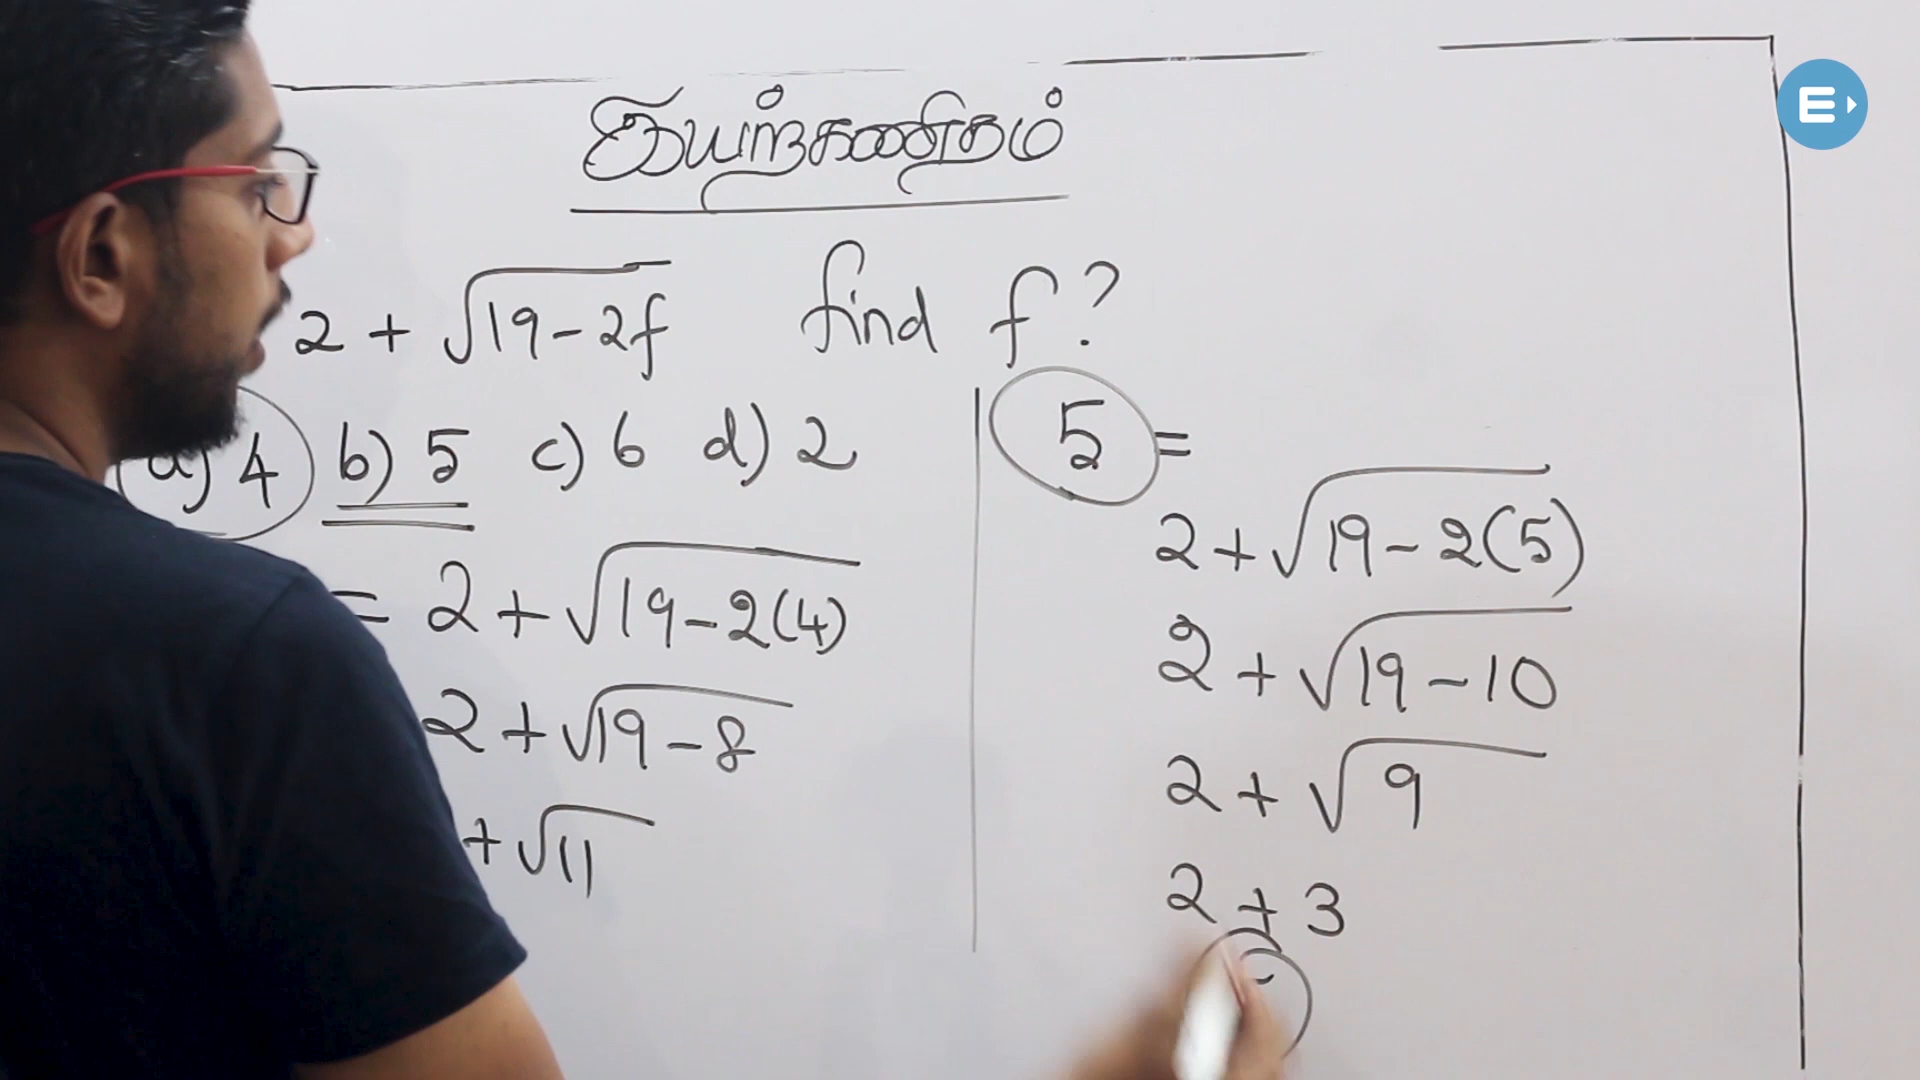 இயற்கணிதம்
2 + √19-2f find f?
a) 4 b) 5 c) 6 d) 2
= 2 + √19-2(4)
2 + √19-8
+ √11
5 =
2 + √19-2(5)
2 + √19-10
2 + √9
2 + 3
E